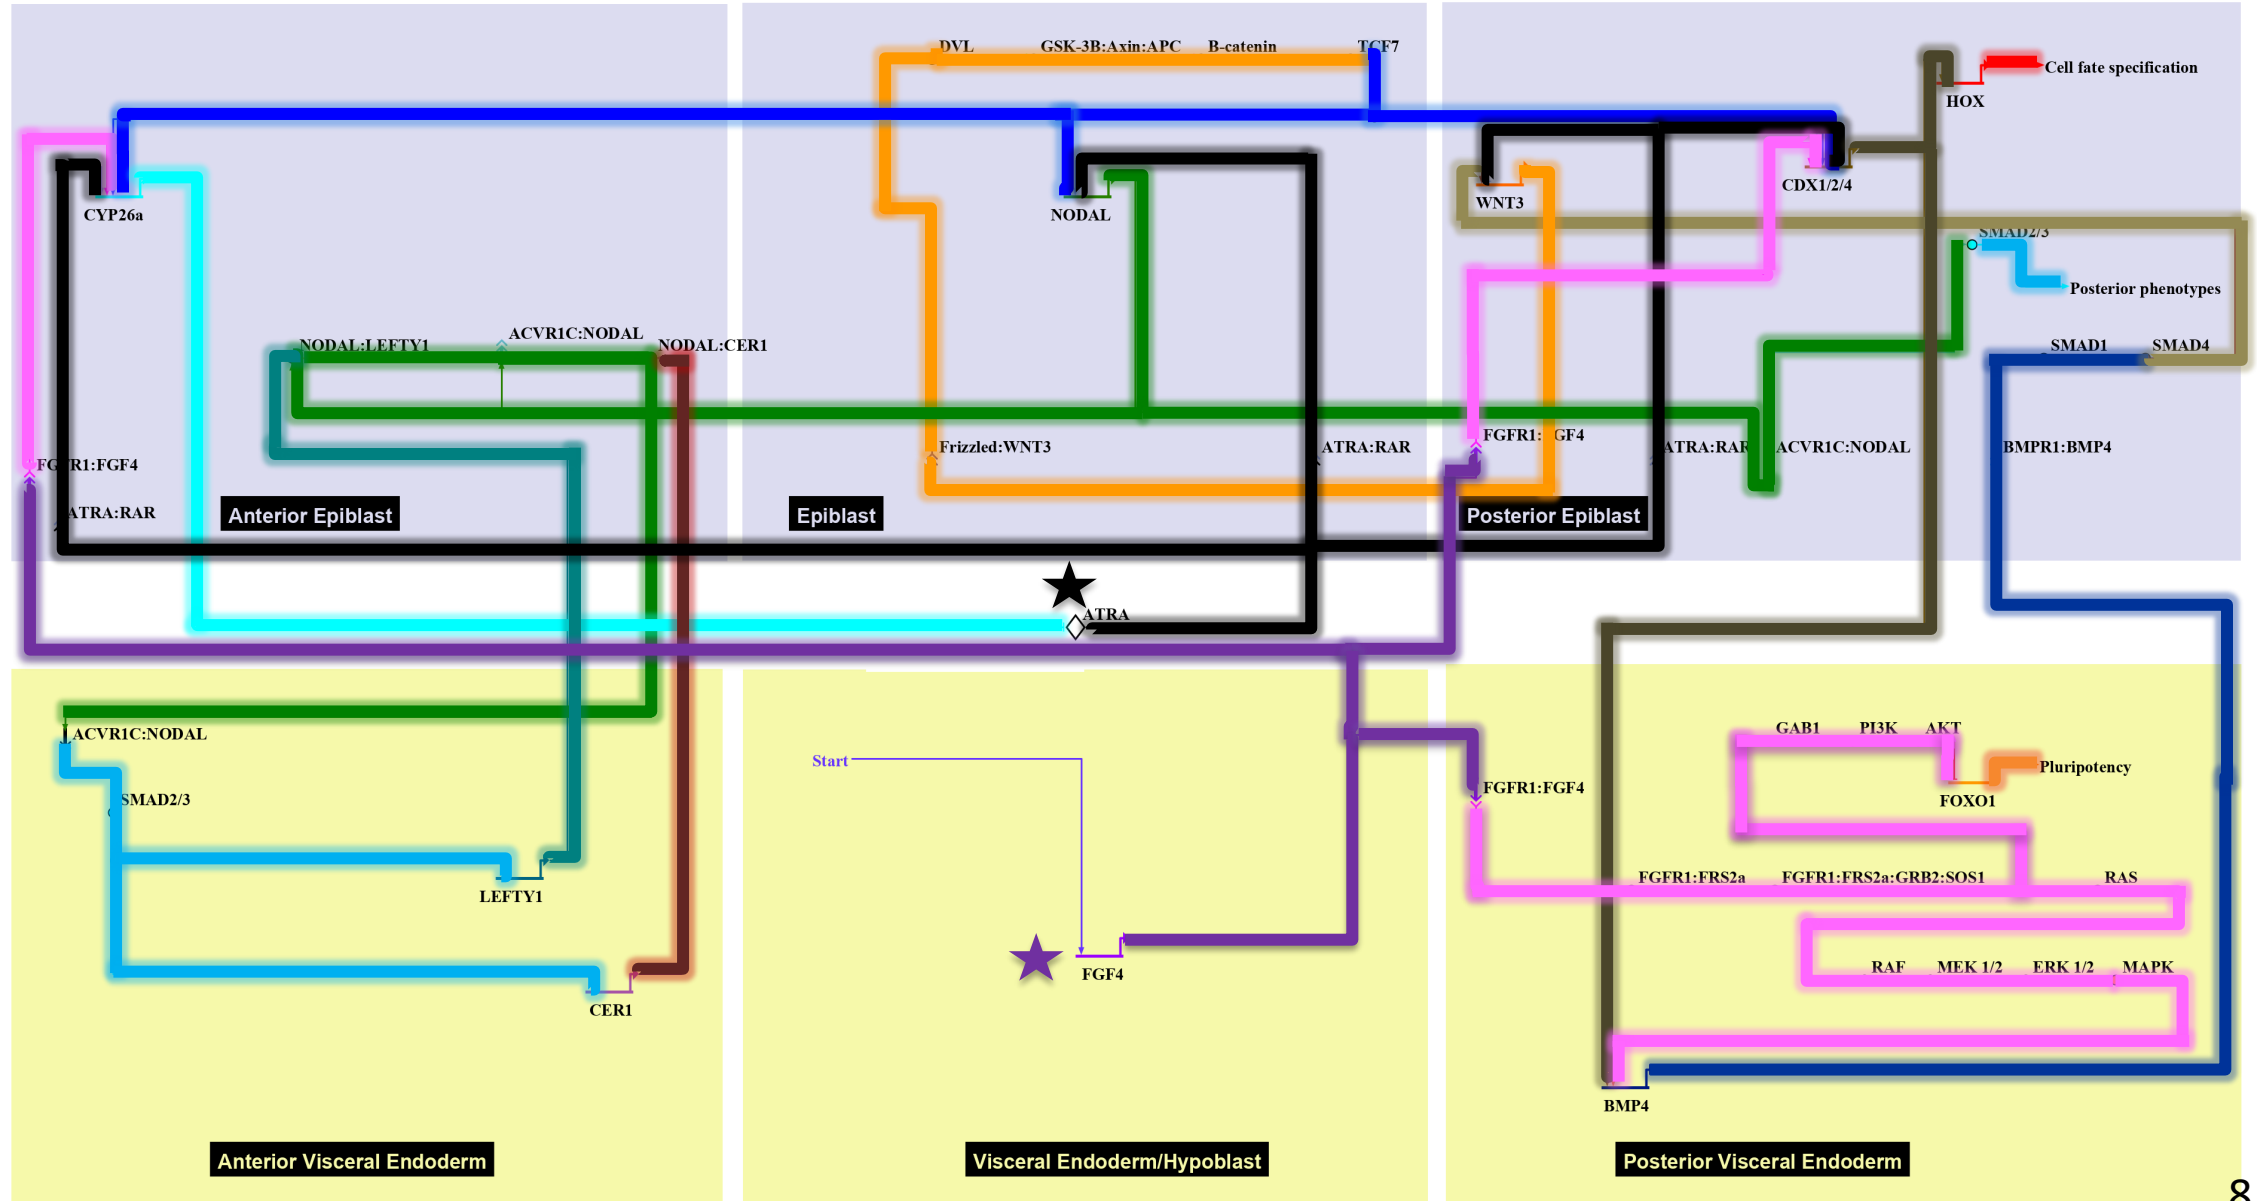 DVL GSK-3B:Axin:APC B-catenin TCF7
Cell fate specification
HOX
CYP26a
NODAL
WNT3
CDX1/2/4
SMAD2/3
Posterior phenotypes
NODAL:LEFTY1
ACVR1C:NODAL
NODAL:CER1
SMAD1 SMAD4
FGFR1:FGF4
Frizzled:WNT3
ATRA:RAR
FGFR1:FGF4
ATRA:RAR
ACVR1C:NODAL
BMPR1:BMP4
ATRA:RAR
Anterior Epiblast
Epiblast
Posterior Epiblast
ATRA
ACVR1C:NODAL
SMAD2/3
LEFTY1
CER1
Anterior Visceral Endoderm
Start
FGF4
Visceral Endoderm/Hypoblast
GAB1 PI3K AKT
Pluripotency
FOXO1
FGFR1:FGF4
FGFR1:FRS2a FGFR1:FRS2a:GRB2:SOS1 RAS
RAF MEK 1/2 ERK 1/2 MAPK
BMP4
Posterior Visceral Endoderm
8